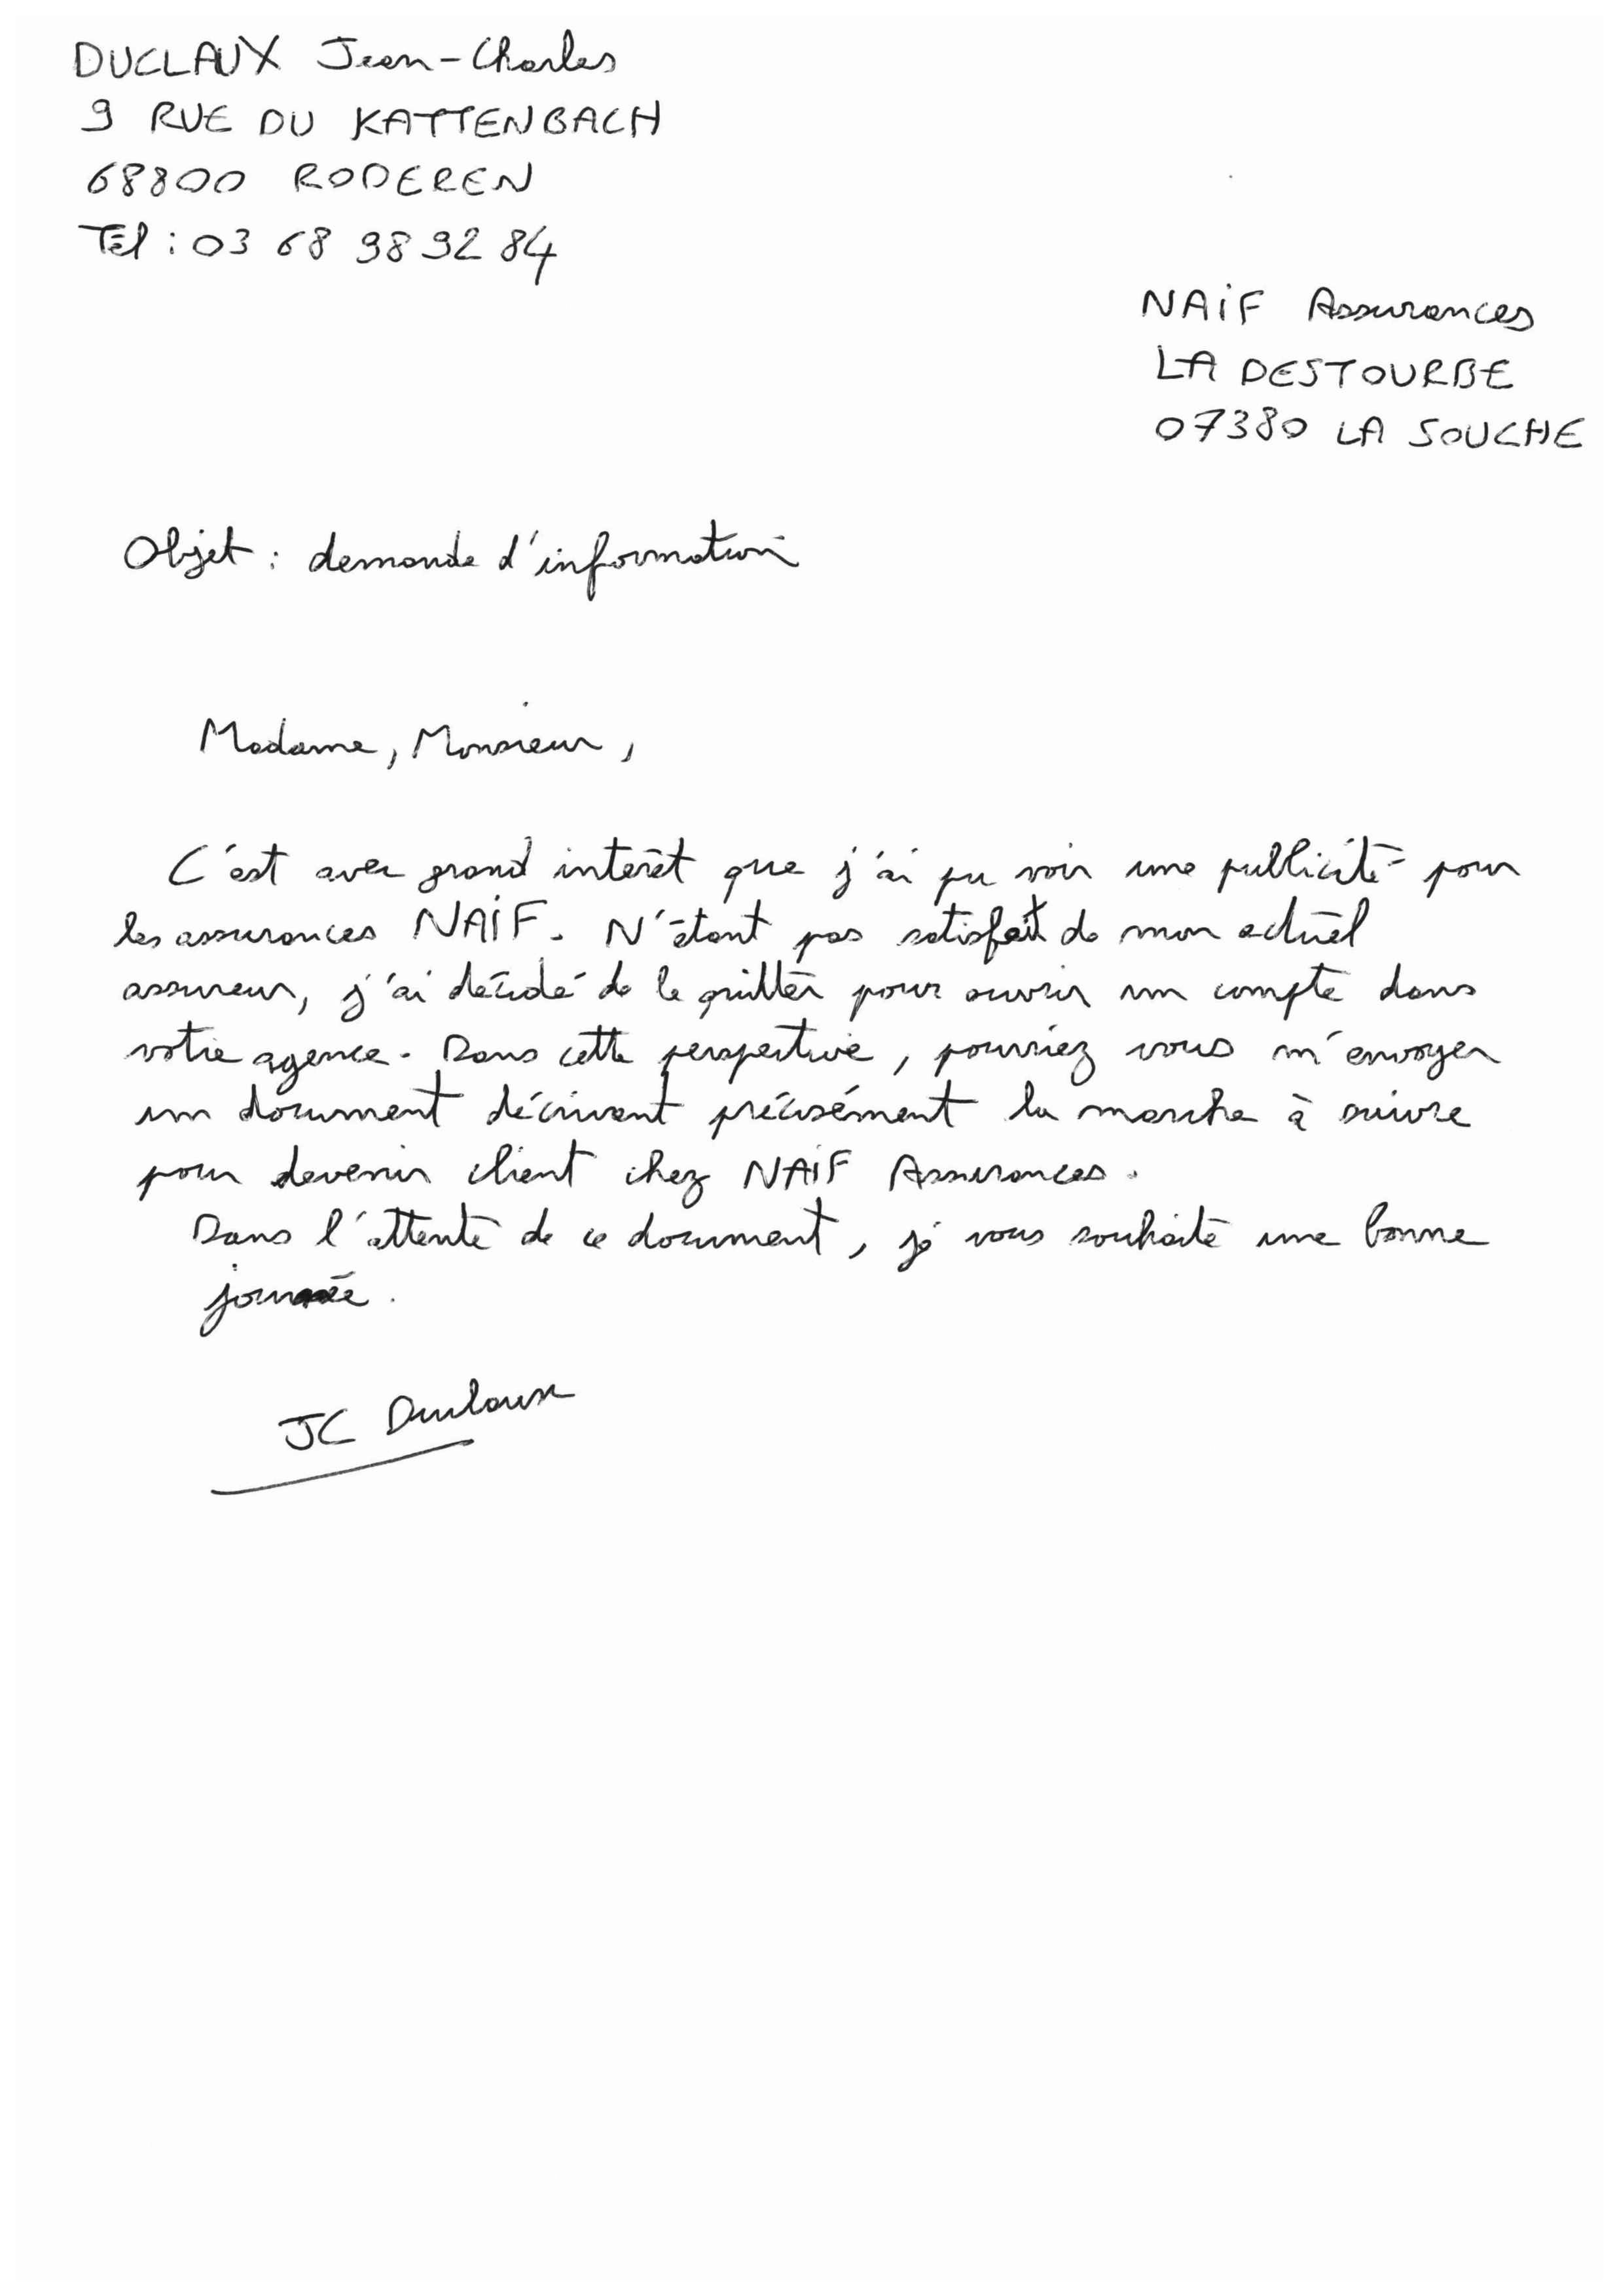 DUCLAUX Jean-Charles
9 RUE DU KATTENBACH
68800 RODEREN
Tél : 03 68 98 92 84
NAiF Assurances
LA DESTOURBE
07380 LA SOUCHE
Objet : demande d'information
Madame, Monsieur,
C'est avec grand intérêt que j'ai pu voir une publicité pour
les assurances NAiF. N'étant pas satisfait de mon actuel
assureur, j'ai décidé de le quitter pour ouvrir un compte dans
votre agence. Dans cette perspective, pourriez vous m'envoyer
un document décrivant précisément la marche à suivre
pour devenir client chez NAiF Assurances.
Dans l'attente de ce document, je vous souhaite une bonne
journée.
JC Duclaux